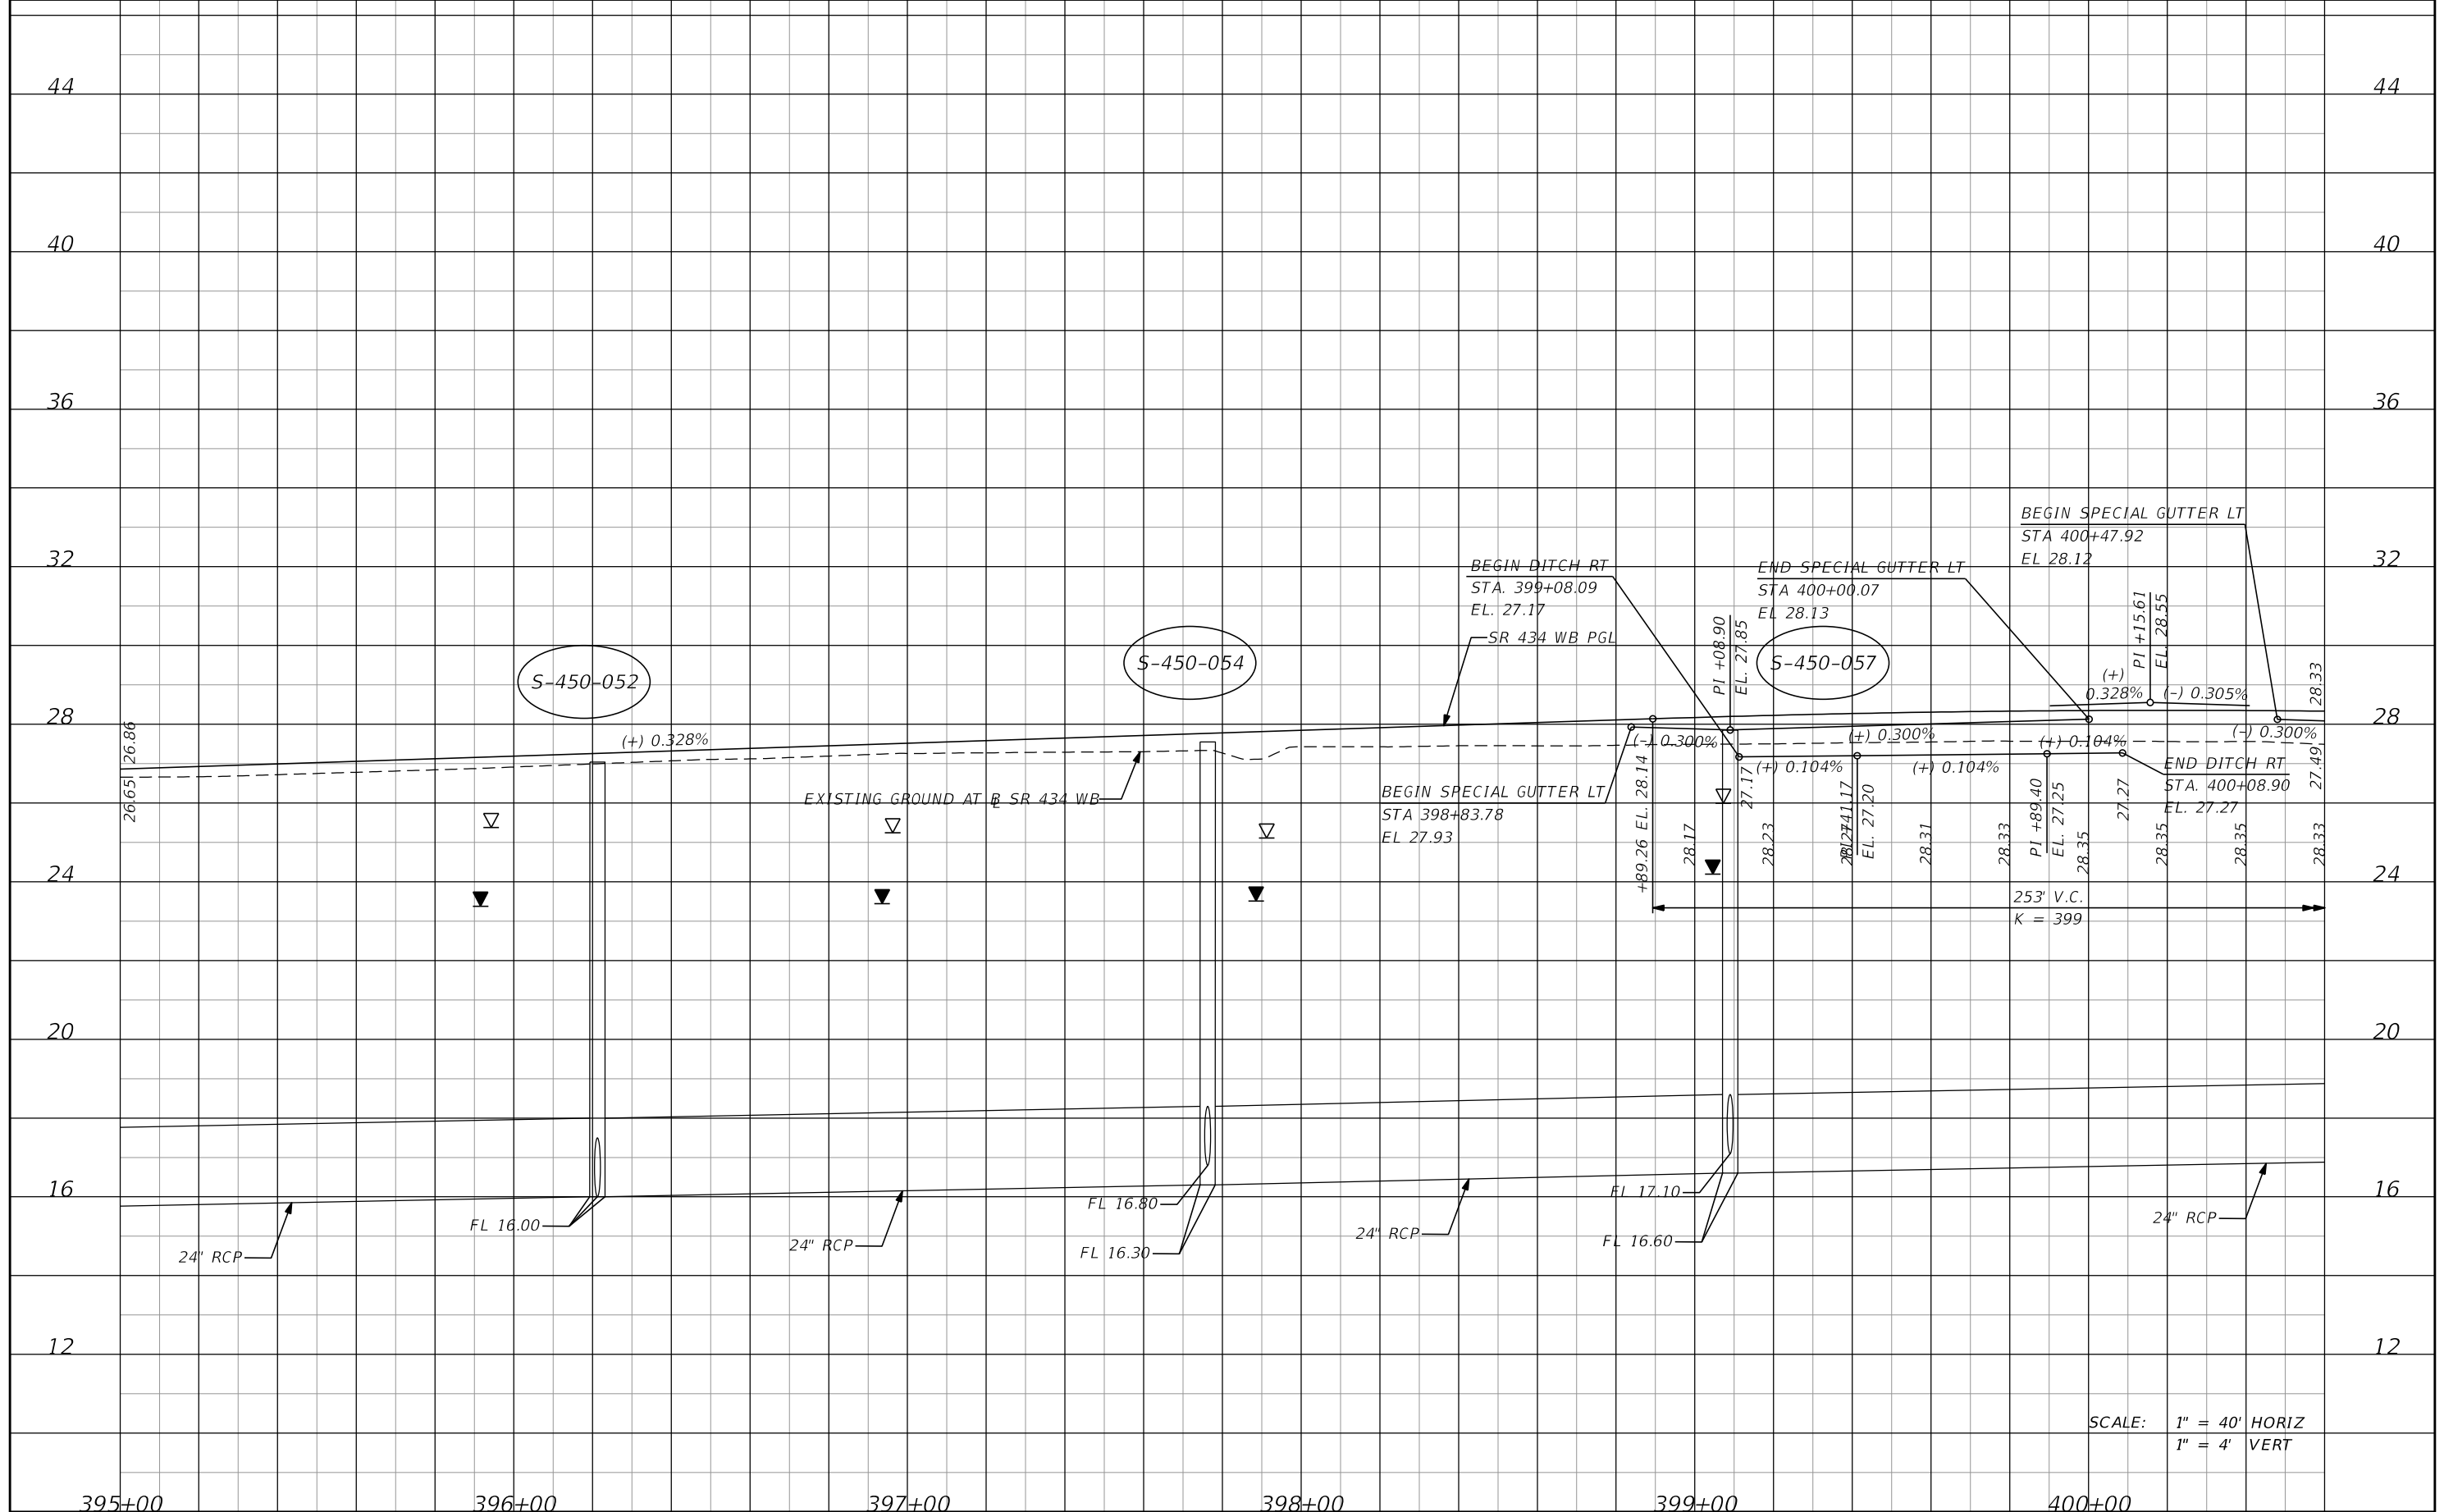 44
44
40
40
36
36
32
32
28
28
24
24
20
20
16
16
12
12
BEGIN SPECIAL GUTTER LT
STA 400+47.92
EL 28.12
BEGIN DITCH RT
STA. 399+08.09
EL. 27.17
END SPECIAL GUTTER LT
STA 400+00.07
EL 28.13
SR 434 WB PGL
PI +08.90
EL. 27.85
PI +15.61
EL. 28.55
S-450-052
S-450-054
S-450-057
(+)
0.328%
(-) 0.305%
28.33
26.86
26.65
(+) 0.328%
EXISTING GROUND AT BL SR 434 WB
(-) 0.300%
(+) 0.300%
(+) 0.104%
(-) 0.300%
(+) 0.104%
(+) 0.104%
27.49
BEGIN SPECIAL GUTTER LT
STA 398+83.78
EL 27.93
END DITCH RT
STA. 400+08.90
EL. 27.27
+89.26 EL. 28.14
27.17
PI +41.17
EL. 27.20
PI +89.40
EL. 27.25
27.27
28.17
28.23
28.27
28.31
28.33
28.35
28.35
28.35
28.33
253' V.C.
K = 399
FL 16.00
FL 16.80
FL 16.30
FL 17.10
FL 16.60
24" RCP
24" RCP
24" RCP
24" RCP
SCALE: 1" = 40' HORIZ
1" = 4' VERT
395+00
396+00
397+00
398+00
399+00
400+00